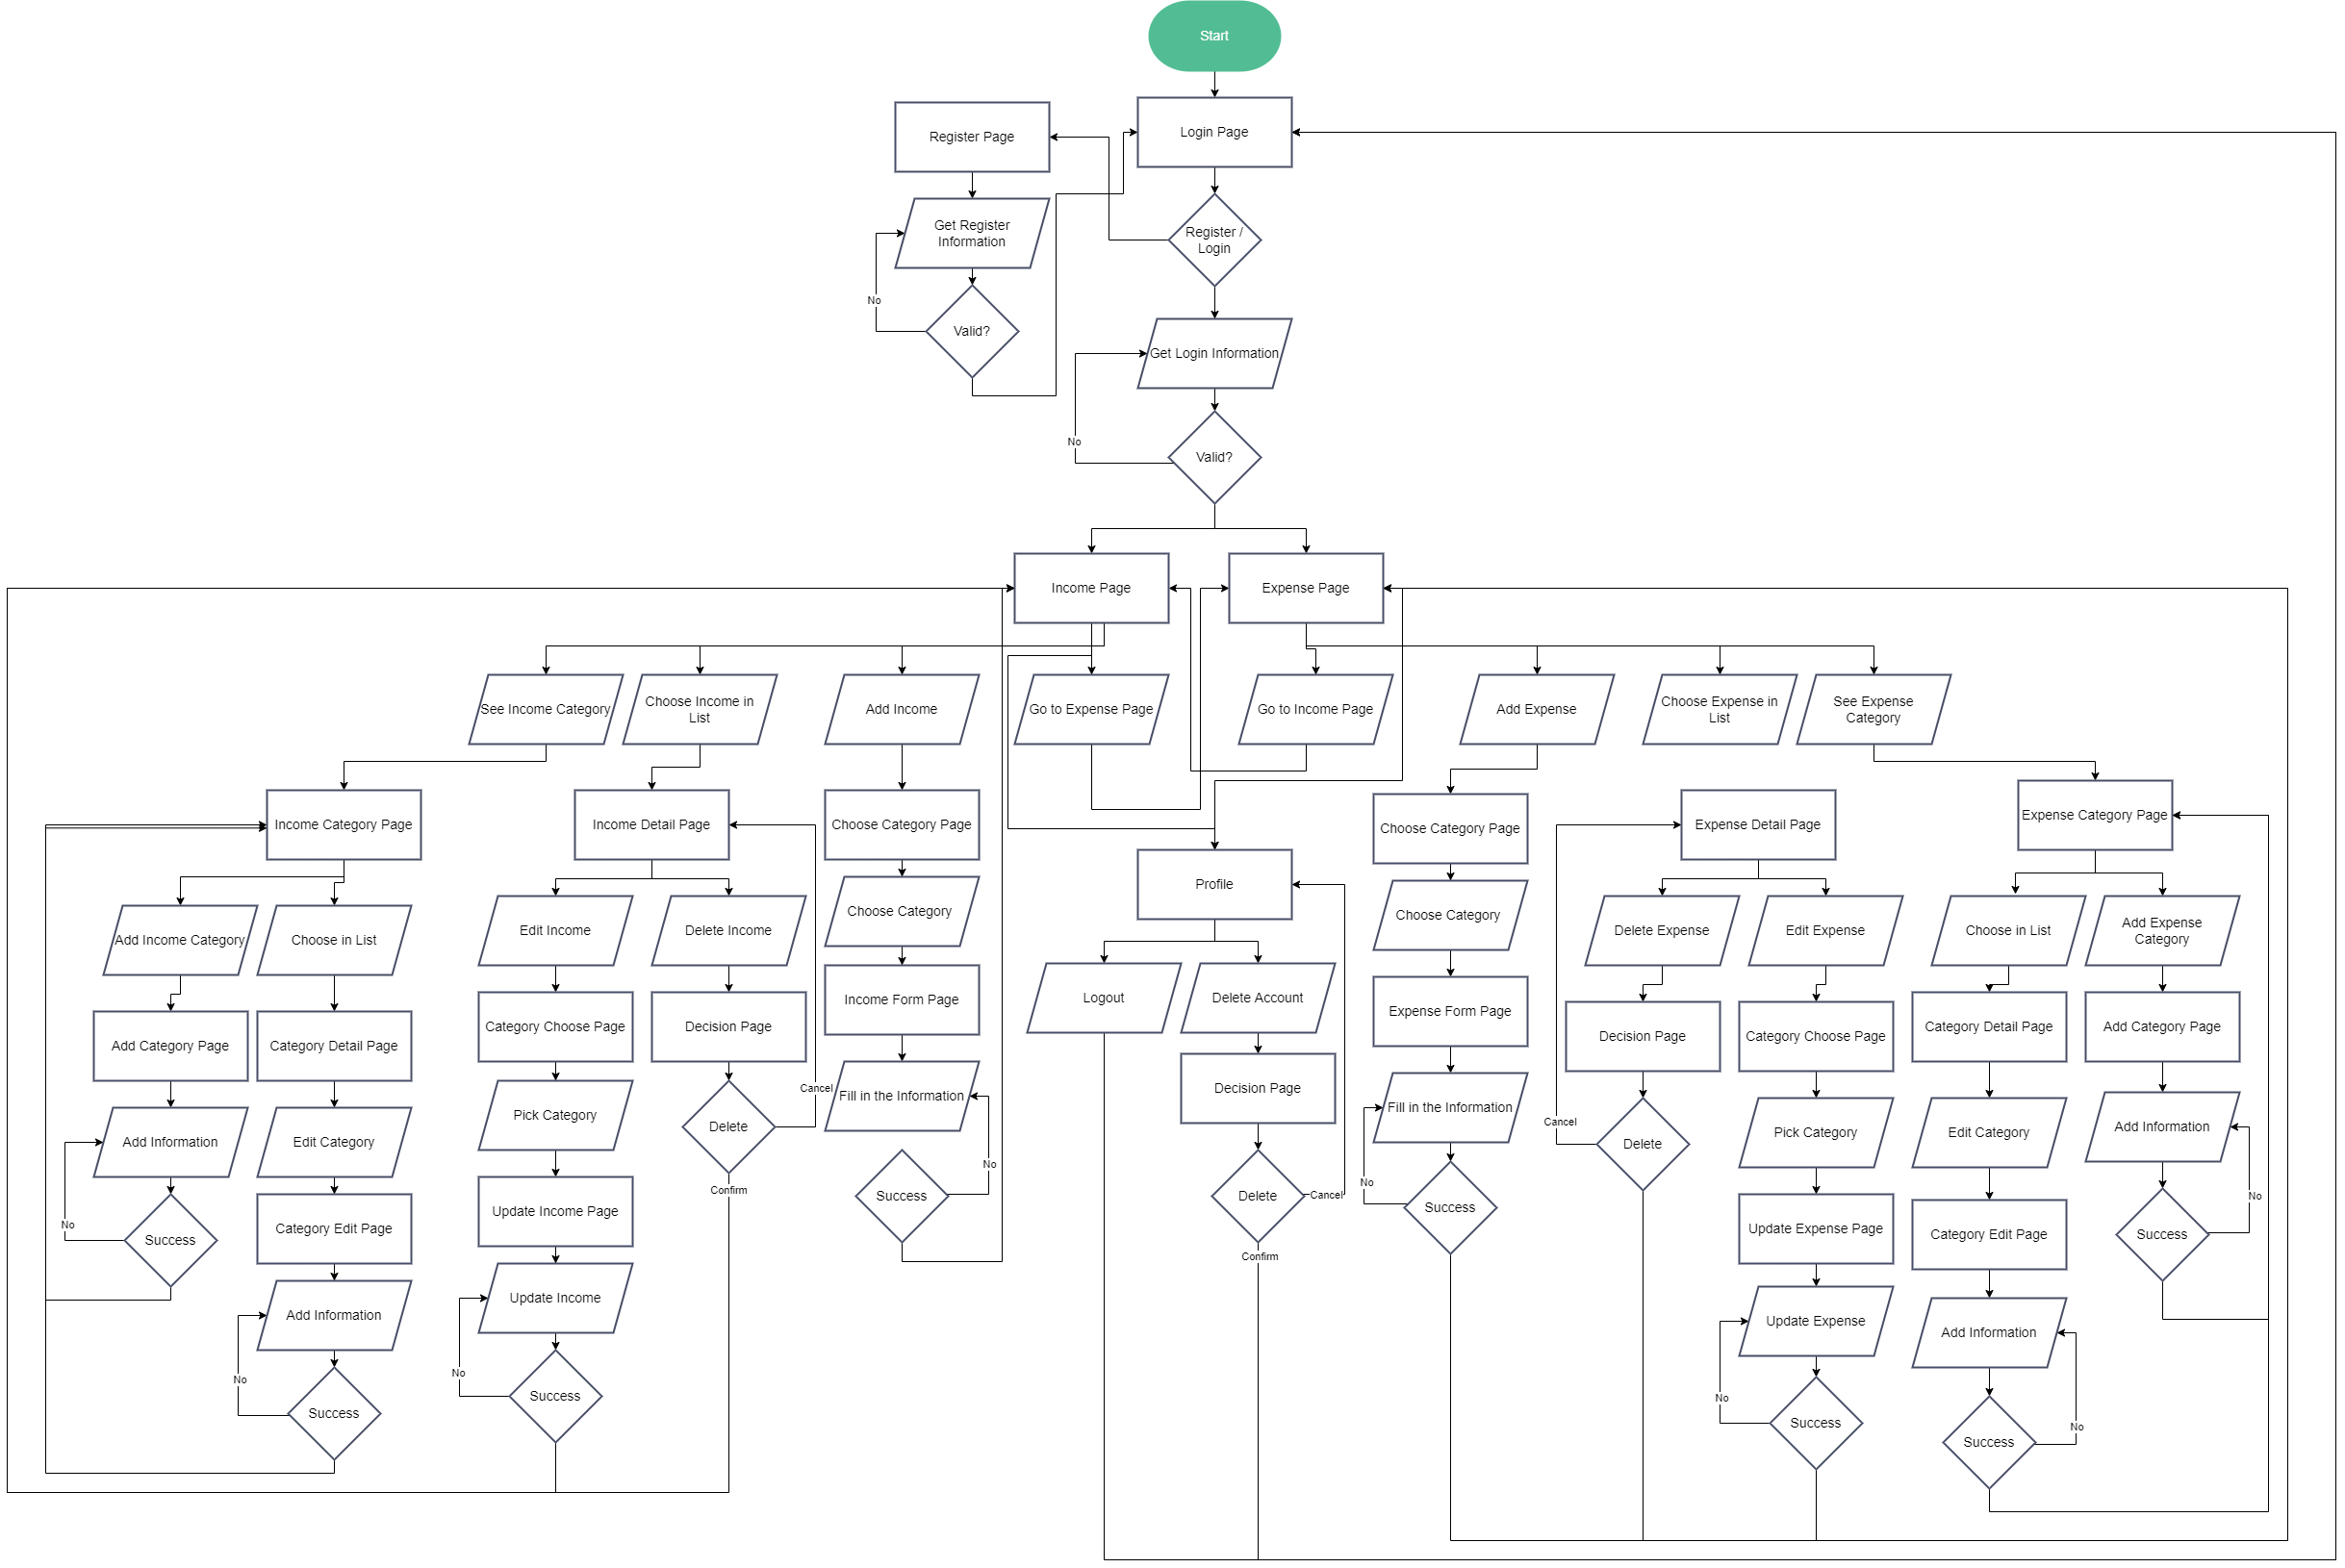 Start
Register Page
Login Page
Get Register
Information
Register /
Login
No
Valid?
Get Login Information
No
Valid?
Income Page
Expense Page
See Income Category
Choose Income in
List
Add Income
Go to Expense Page
Go to Income Page
Add Expense
Choose Expense in
List
See Expense
Category
Income Category Page
Income Detail Page
Choose Category Page
Choose Category Page
Expense Detail Page
Expense Category Page
Profile
Add Income Category
Choose in List
Edit Income
Delete Income
Choose Category
Choose Category
Delete Expense
Edit Expense
Choose in List
Add Expense
Category
Logout
Delete Account
Income Form Page
Expense Form Page
Add Category Page
Category Detail Page
Category Choose Page
Decision Page
Decision Page
Category Choose Page
Category Detail Page
Add Category Page
Decision Page
Cancel
Fill in the Information
Fill in the Information
Cancel
Add Information
Edit Category
Pick Category
Delete
Delete
Pick Category
Edit Category
Add Information
No
No
Confirm
Success
Delete
Cancel
Success
No
No
Success
Category Edit Page
Update Income Page
Confirm
Update Expense Page
Category Edit Page
Success
Add Information
Update Income
Update Expense
Add Information
No
No
No
No
Success
Success
Success
Success